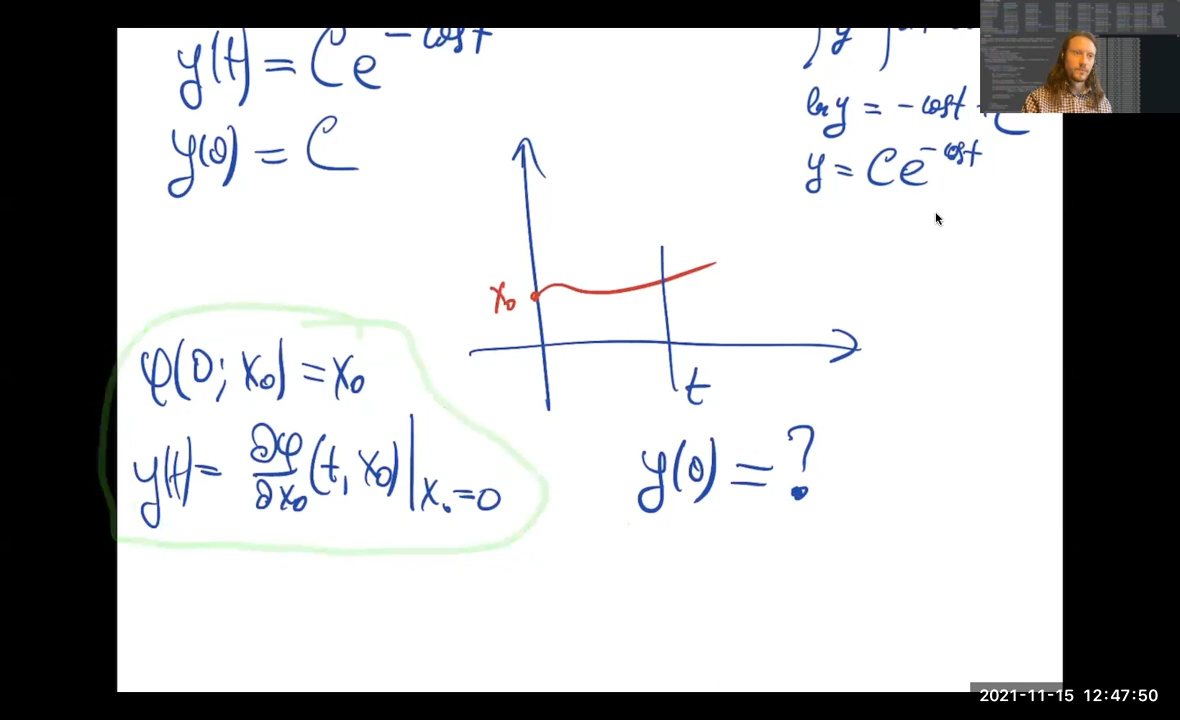 y(t) = Ce^{-cost}
y(0) = C
ln y = -cost + C
y = Ce^{-cost}
x₀
t
φ(0; x₀) = x₀
y(t) = ∂φ/∂x₀ (t, x₀)|_{x₀=0}
y(0) = ?
2021-11-15 12:47:50